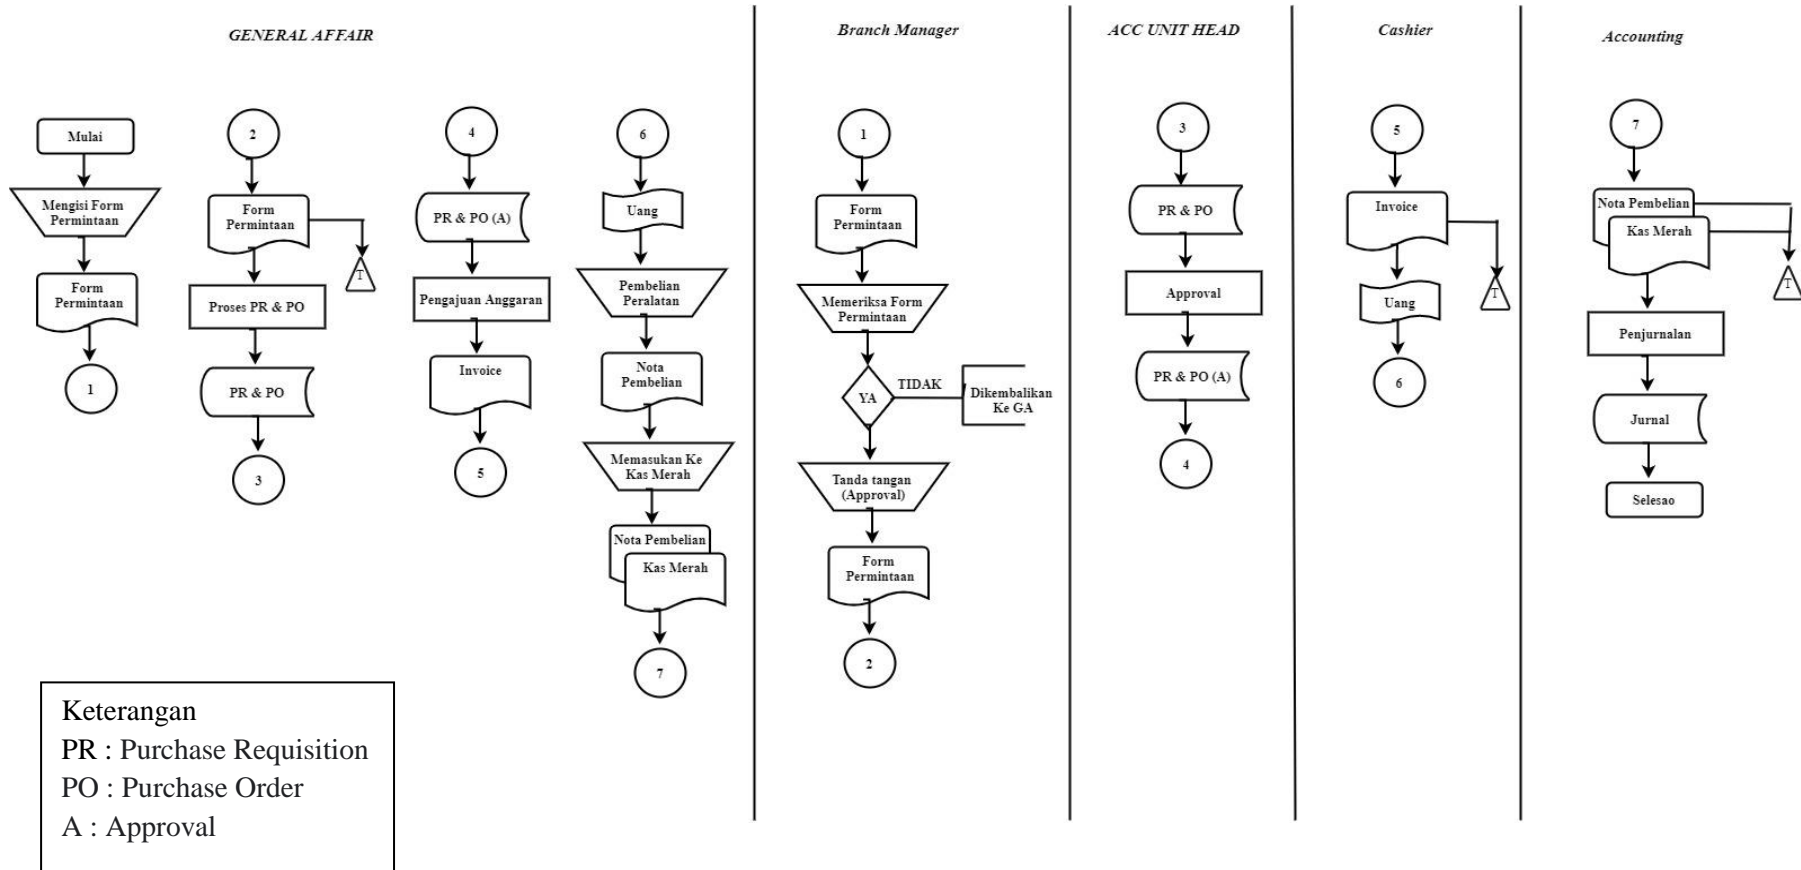 GENERAL AFFAIR
Mulai
Mengisi Form
Permintaan
Form
Permintaan
1
2
Form
Permintaan
T
Proses PR & PO
PR & PO
3
4
PR & PO (A)
Pengajuan Anggaran
Invoice
5
6
Uang
Pembelian
Peralatan
Nota
Pembelian
Memasukan Ke
Kas Merah
Nota Pembelian
Kas Merah
7
Branch Manager
1
Form
Permintaan
Memeriksa Form
Permintaan
YA
TIDAK
Dikembalikan
Ke GA
Tanda tangan
(Approval)
Form
Permintaan
2
ACC UNIT HEAD
3
PR & PO
Approval
PR & PO (A)
4
Cashier
5
Invoice
T
Uang
6
Accounting
7
Nota Pembelian
Kas Merah
T
Penjurnalan
Jurnal
Selesao
Keterangan
PR : Purchase Requisition
PO : Purchase Order
A : Approval